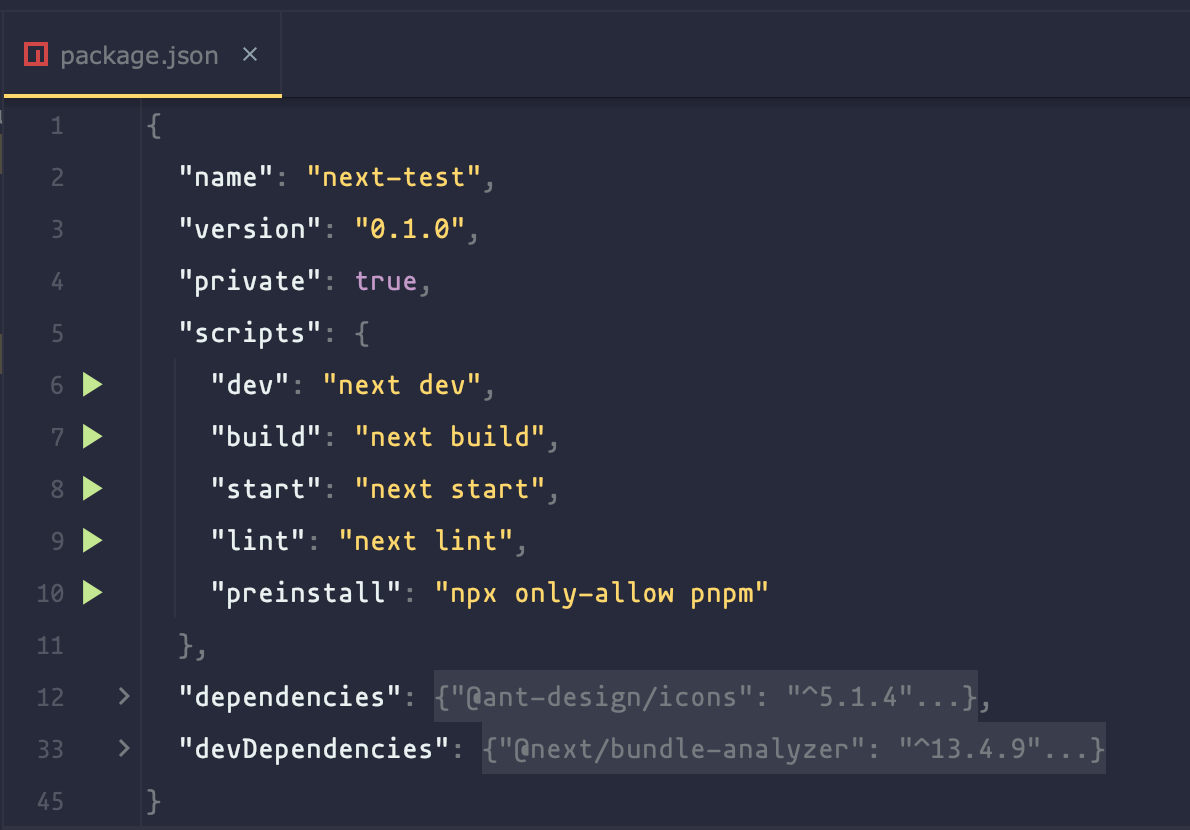 package.json ×
1 {
2 "name": "next-test",
3 "version": "0.1.0",
4 "private": true,
5 "scripts": {
6 "dev": "next dev",
7 "build": "next build",
8 "start": "next start",
9 "lint": "next lint",
10 "preinstall": "npx only-allow pnpm"
11 },
12 "dependencies": {"@ant-design/icons": "^5.1.4"...},
33 "devDependencies": {"@next/bundle-analyzer": "^13.4.9"...}
45 }